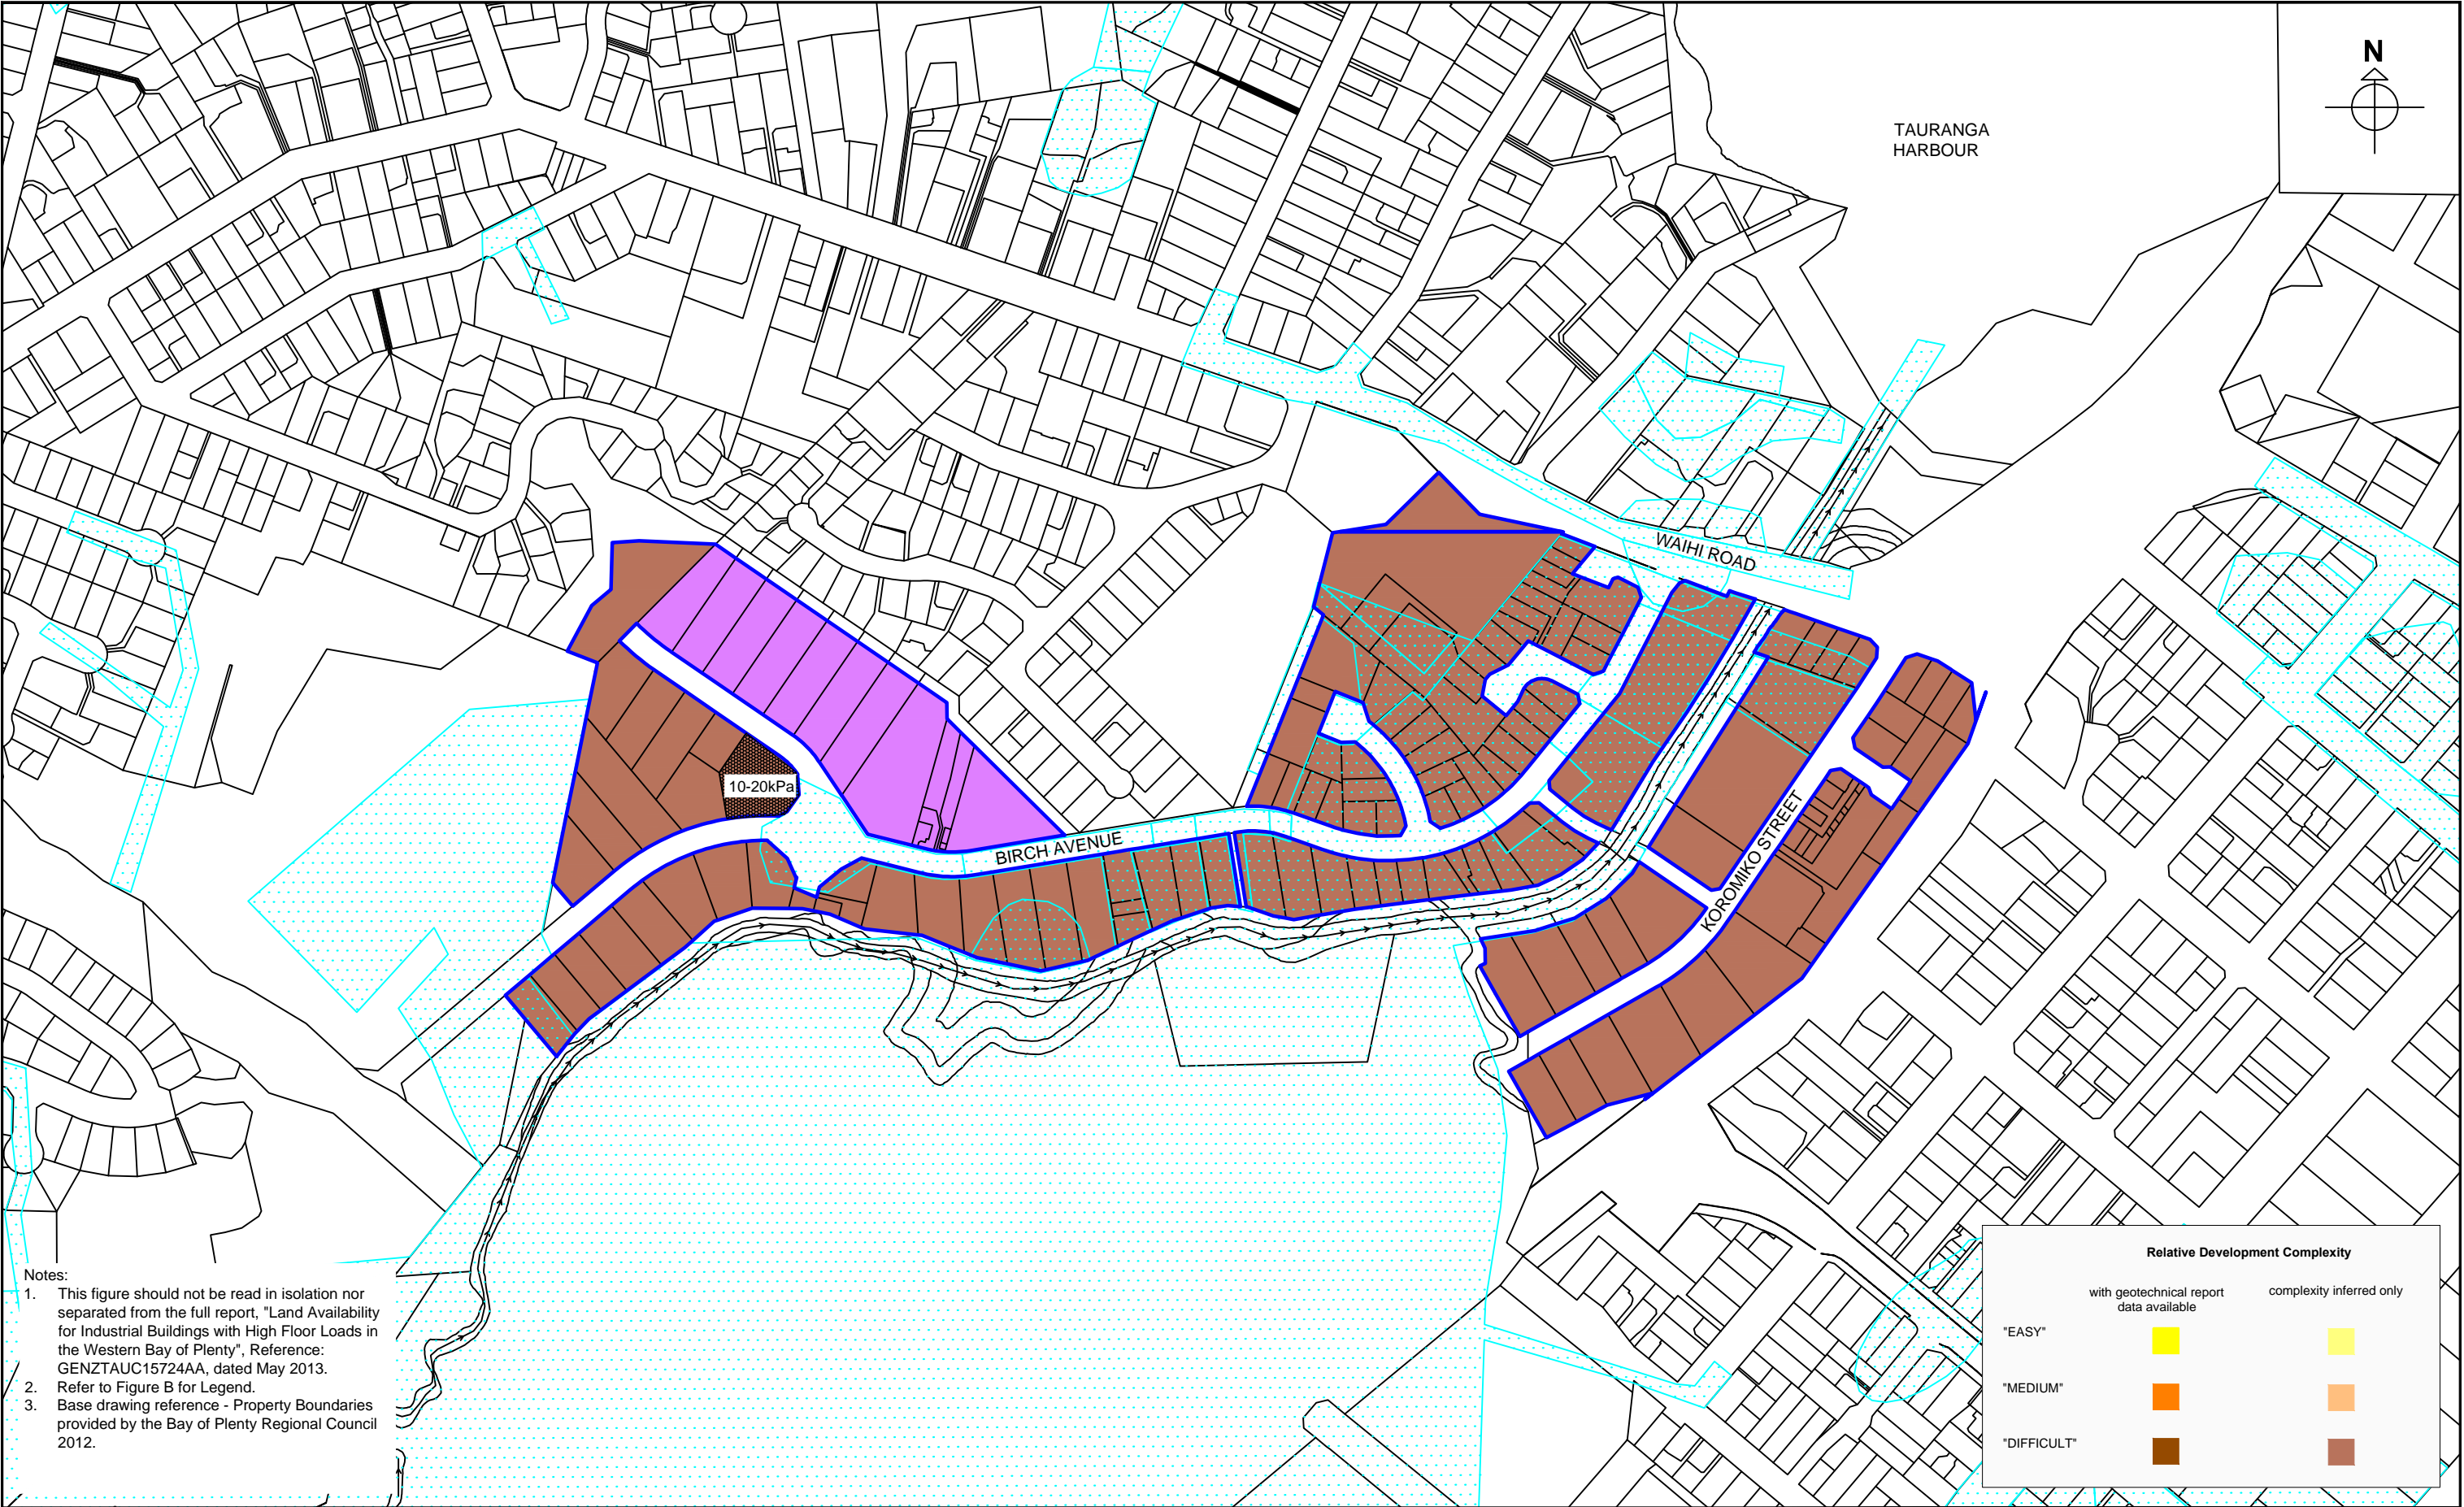 N
TAURANGA
HARBOUR
WAIHI ROAD
10-20kPa
BIRCH AVENUE
KOROMIKO STREET
Notes:
1. This figure should not be read in isolation nor
separated from the full report, "Land Availability
for Industrial Buildings with High Floor Loads in
the Western Bay of Plenty", Reference:
GENZTAUC15724AA, dated May 2013.
2. Refer to Figure B for Legend.
3. Base drawing reference - Property Boundaries
provided by the Bay of Plenty Regional Council
2012.
Relative Development Complexity
with geotechnical report
data available
complexity inferred only
"EASY"
"MEDIUM"
"DIFFICULT"